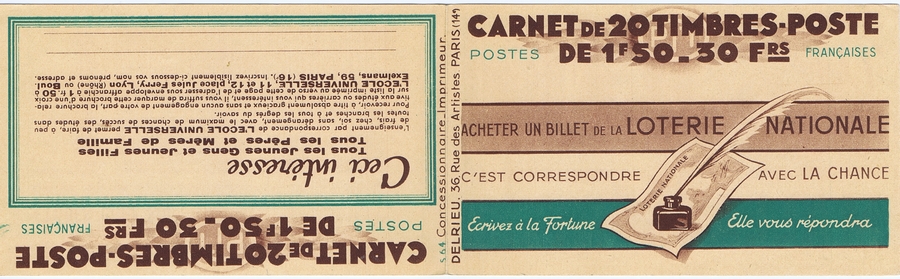 CARNET DE 20 TIMBRES-POSTE
POSTES DE 1F 50 . 30 FRS FRANÇAISES
ACHETER UN BILLET DE LA LOTERIE NATIONALE
C'EST CORRESPONDRE AVEC LA CHANCE
LOTERIE NATIONALE
Ecrivez à la Fortune Elle vous répondra
S. 64. Concessionnaire_Imprimeur
DELRIEU, 36, Rue des Artistes PARIS (14e)
CARNET DE 20 TIMBRES-POSTE
POSTES DE 1F 50 . 30 FRS FRANÇAISES
Ceci intéresse
Tous les Jeunes Gens et Jeunes Filles
Tous les Pères et Mères de Famille
L'enseignement par correspondance de L'ECOLE UNIVERSELLE permet de faire, à peu
de frais, chez soi, sans dérangement, avec le maximum de chances de succès, des études dans
toutes les branches et à tous les degrés du savoir.
Pour recevoir, à titre absolument gracieux et sans aucun engagement de votre part, la brochure rela-
tive aux études ou carrières qui vous intéressent, il vous suffira de marquer cette brochure d'une croix
sur la liste imprimée au verso de cette page et de l'adresser sous enveloppe affranchie à 1 fr. 50 à
L'ECOLE UNIVERSELLE, 11 et 12, place Jules Ferry, Lyon (Rhône) ou Boul.
Exelmans, 59, PARIS (16e). Inscrivez lisiblement ci-dessous vos nom, prénoms et adresse.